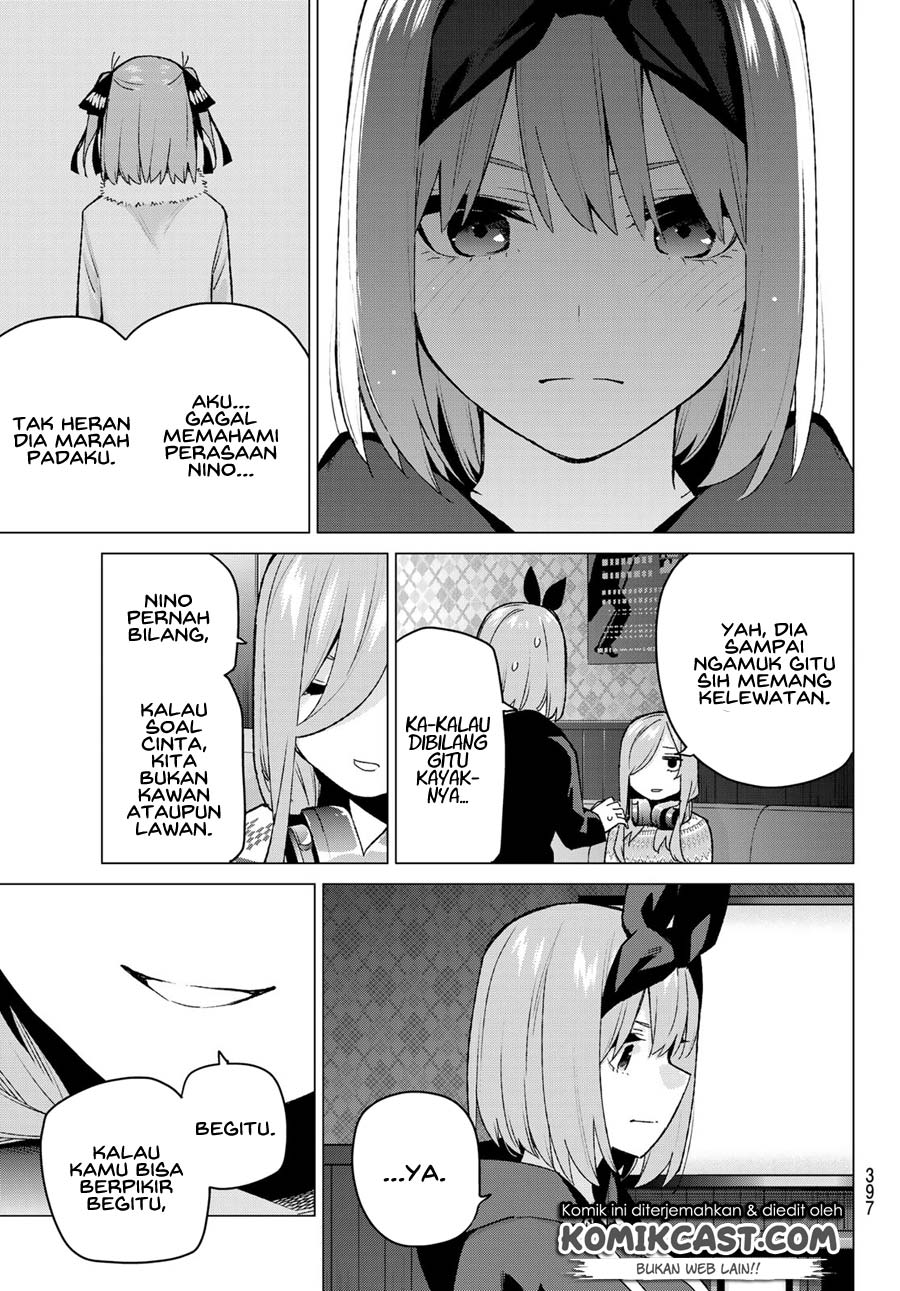 AKU...
GAGAL
MEMAHAMI
PERASAAN
NINO...
TAK HERAN
DIA MARAH
PADAKU.
YAH, DIA
SAMPAI
NGAMUK GITU
SIH MEMANG
KELEWATAN.
KA-KALAU
DIBILANG
GITU
KAYAK-
NYA...
NINO
PERNAH
BILANG,
KALAU
SOAL
CINTA,
KITA
BUKAN
KAWAN
ATAUPUN
LAWAN.
...YA.
BEGITU.
KALAU
KAMU BISA
BERPIKIR
BEGITU,
397
Komik ini diterjemahkan & diedit oleh
KOMIKCAST.COM
BUKAN WEB LAIN!!